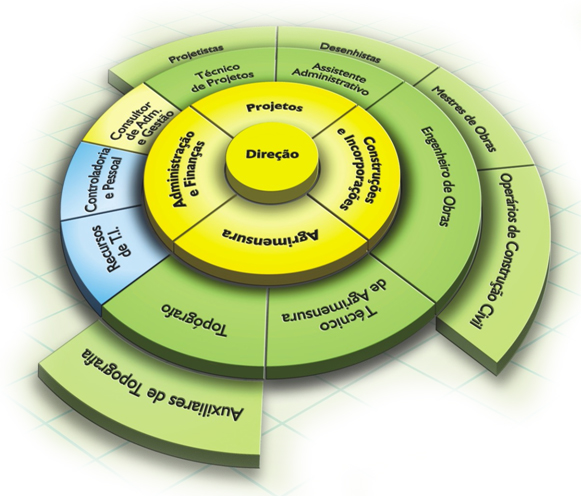 Projetistas
Desenhistas
Técnico
de Projetos
Assistente
Administrativo
Mestres de Obras
Consultor
de Adm.
e Gestão
Projetos
Engenheiro de Obras
Direção
Administração
e Finanças
Construções
e Incorporações
Controladoria
e Pessoal
Operários de Construção Civil
Recursos
de T.I.
Agrimensura
Topógrafo
Técnico
de Agrimensura
Auxiliares de Topografia